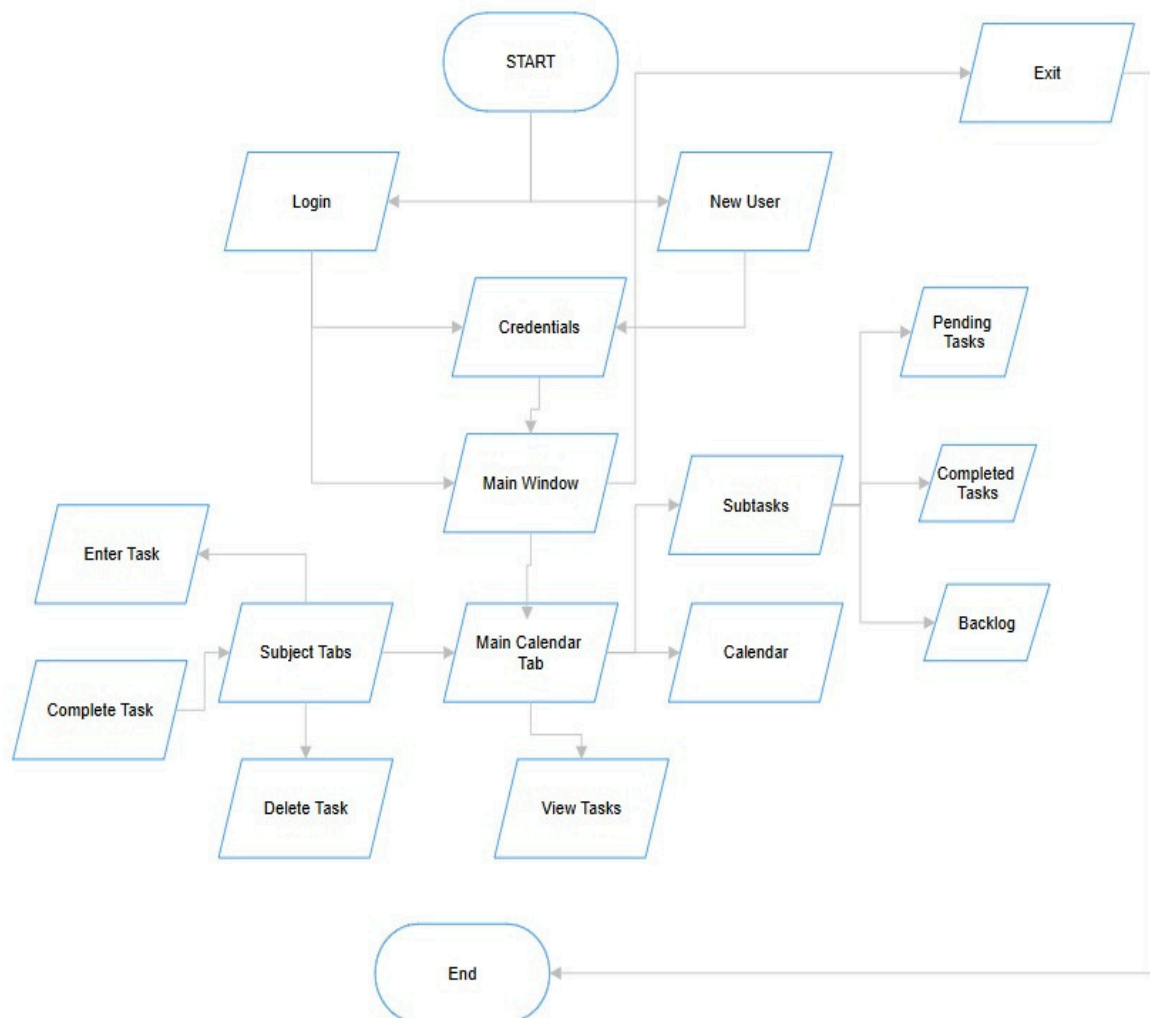 START
Exit
Login
New User
Credentials
Pending
Tasks
Main Window
Subtasks
Completed
Tasks
Enter Task
Subject Tabs
Main Calendar
Tab
Calendar
Backlog
Complete Task
Delete Task
View Tasks
End